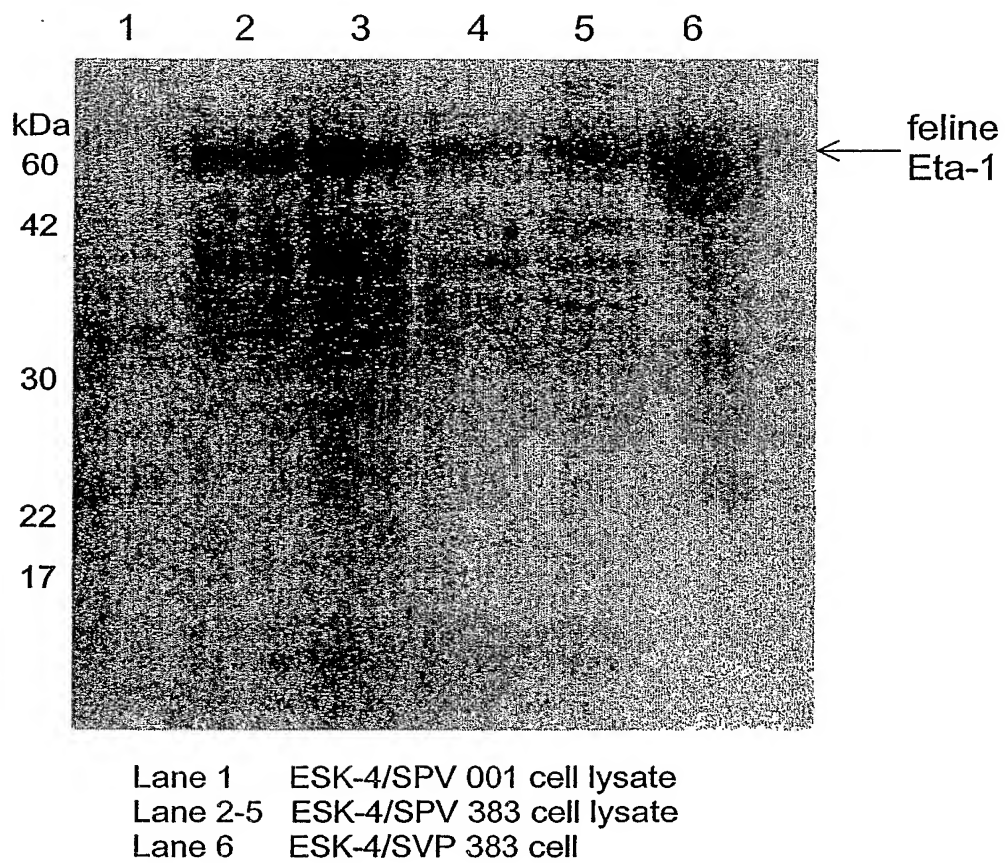 1 2 3 4 5 6
kDa
60
42
30
22
17
feline
Eta-1
Lane 1 ESK-4/SPV 001 cell lysate
Lane 2-5 ESK-4/SPV 383 cell lysate
Lane 6 ESK-4/SVP 383 cell